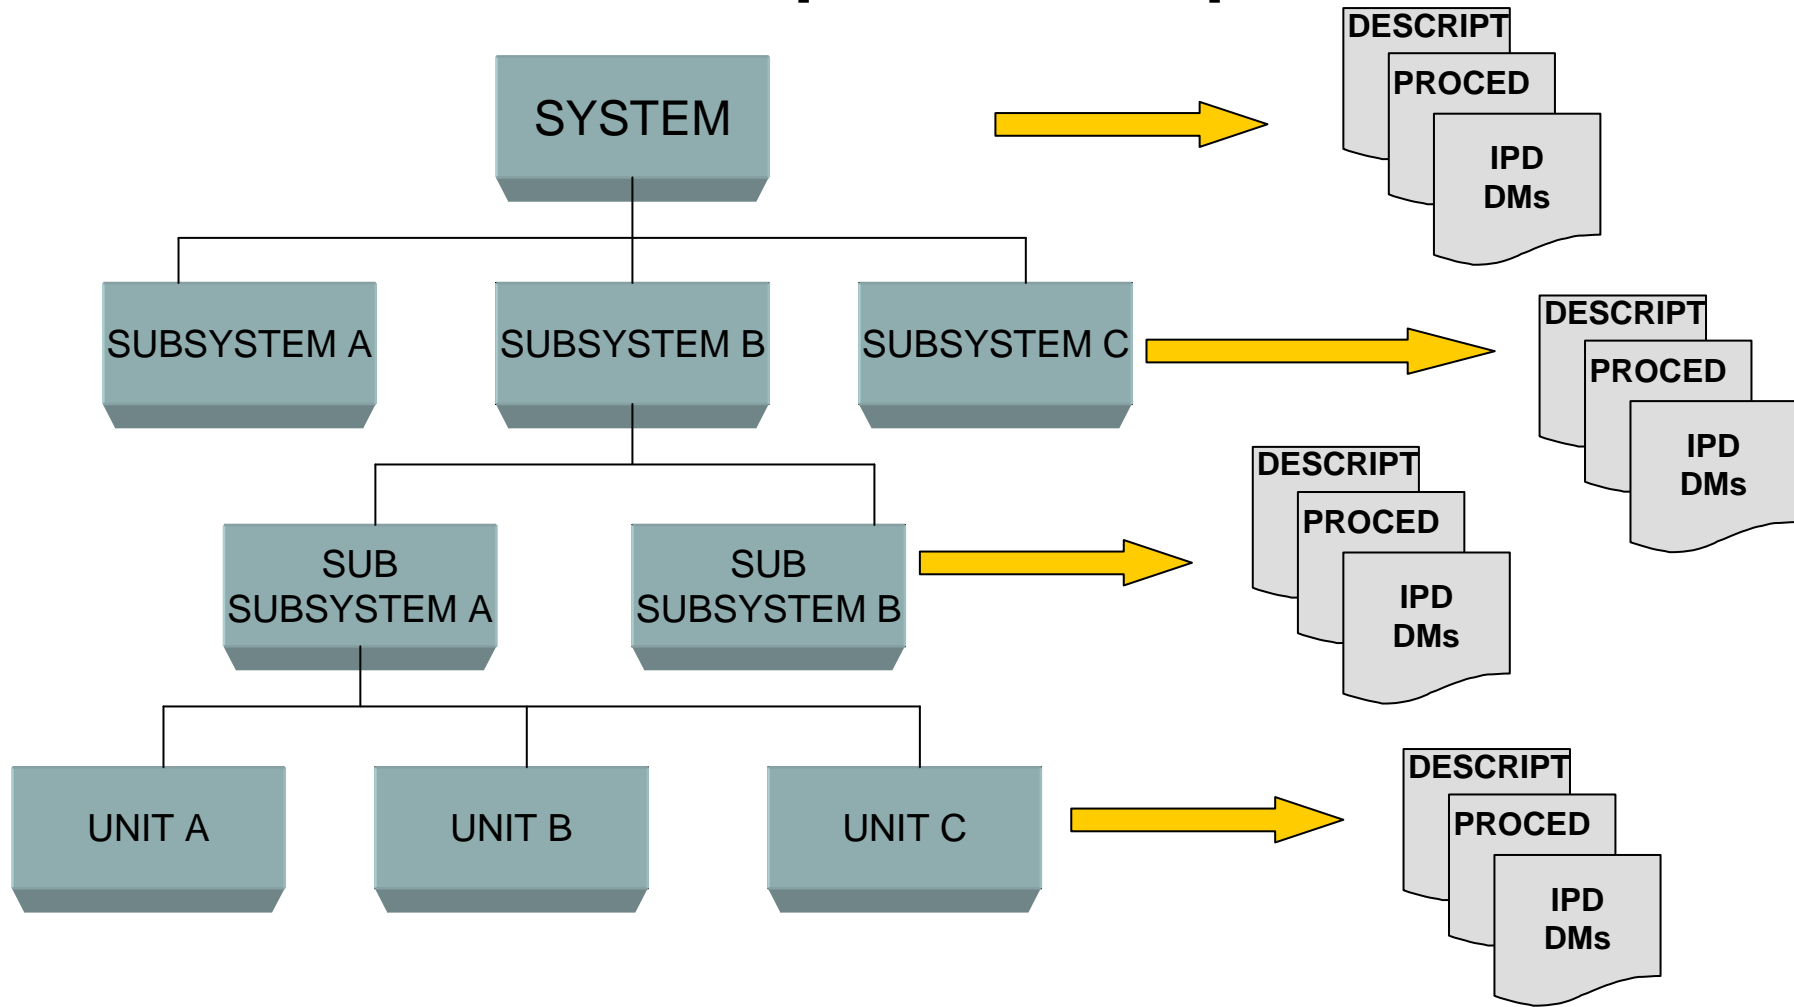 SYSTEM
DESCRIPT
PROCED
IPD
DMs
SUBSYSTEM A
SUBSYSTEM B
SUBSYSTEM C
DESCRIPT
PROCED
IPD
DMs
SUB
SUBSYSTEM A
SUB
SUBSYSTEM B
DESCRIPT
PROCED
IPD
DMs
UNIT A
UNIT B
UNIT C
DESCRIPT
PROCED
IPD
DMs